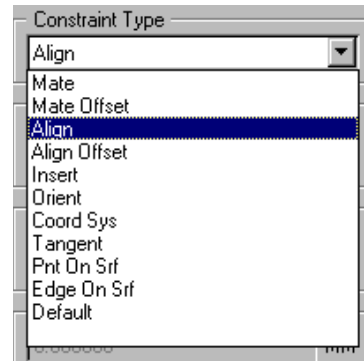 Constraint Type
Align
Mate
Mate Offset
Align
Align Offset
Insert
Orient
Coord Sys
Tangent
Pnt On Srf
Edge On Srf
Default